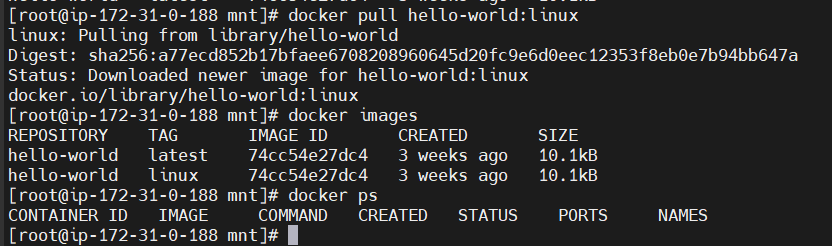 [root@ip-172-31-0-188 mnt]# docker pull hello-world:linux
linux: Pulling from library/hello-world
Digest: sha256:a77ecd852b17bfaee6708208960645d20fc9e6d0eec12353f8eb0e7b94bb647a
Status: Downloaded newer image for hello-world:linux
docker.io/library/hello-world:linux
[root@ip-172-31-0-188 mnt]# docker images
REPOSITORY    TAG       IMAGE ID       CREATED       SIZE
hello-world   latest    74cc54e27dc4   3 weeks ago   10.1kB
hello-world   linux     74cc54e27dc4   3 weeks ago   10.1kB
[root@ip-172-31-0-188 mnt]# docker ps
CONTAINER ID   IMAGE     COMMAND   CREATED   STATUS    PORTS     NAMES
[root@ip-172-31-0-188 mnt]#